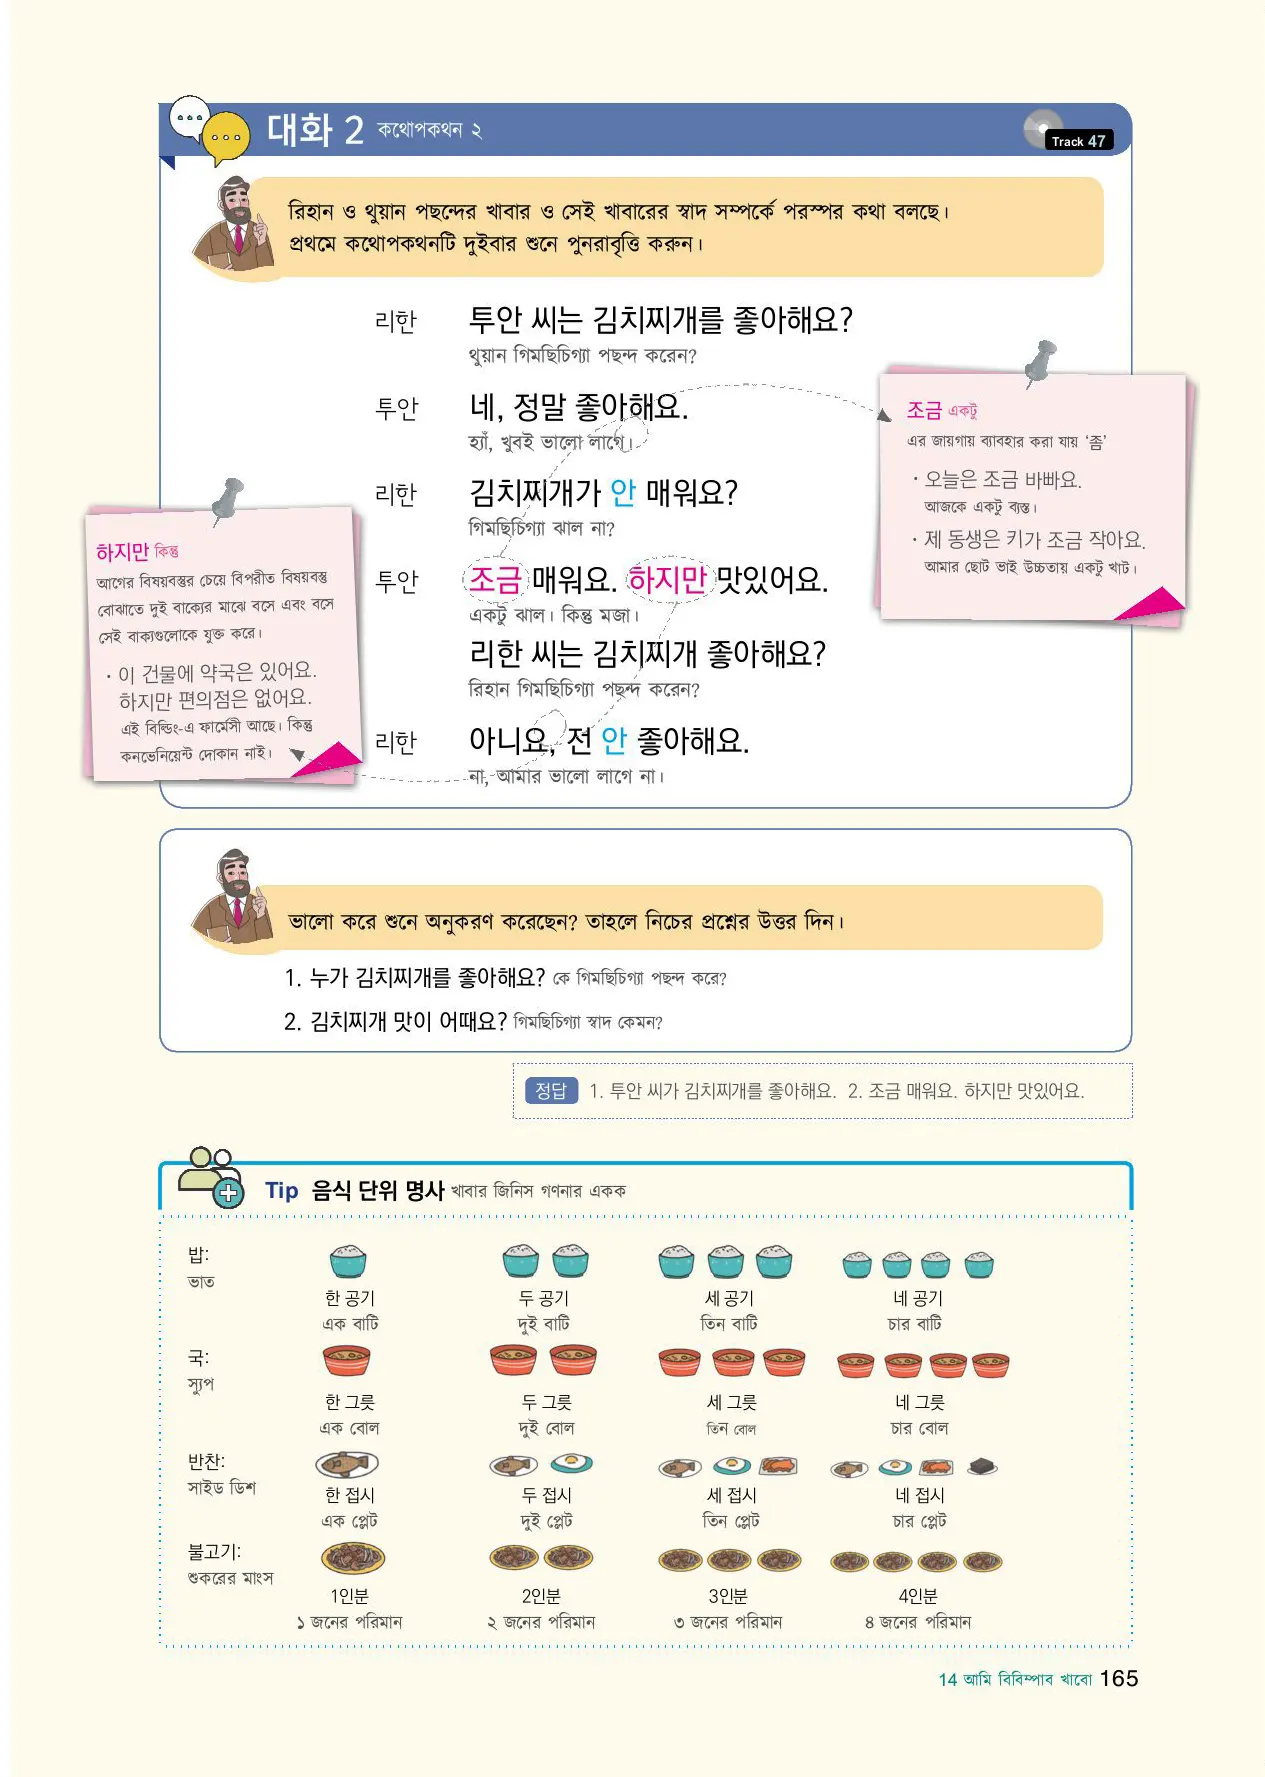 대화 2 কথোপকথন ২
Track 47
রিহান ও থুয়ান পছন্দের খাবার ও সেই খাবারের স্বাদ সম্পর্কে পরস্পর কথা বলছে।
প্রথমে কথোপকথনটি দুইবার শুনে পুনরাবৃত্তি করুন।
리한 투안 씨는 김치찌개를 좋아해요?
থুয়ান গিমছিচিগ্যা পছন্দ করেন?
투안 네, 정말 좋아해요.
হ্যাঁ, খুবই ভালো লাগে।
리한 김치찌개가 안 매워요?
গিমছিচিগ্যা ঝাল না?
투안 조금 매워요. 하지만 맛있어요.
একটু ঝাল। কিন্তু মজা।
리한 씨는 김치찌개 좋아해요?
রিহান গিমছিচিগ্যা পছন্দ করেন?
리한 아니요, 전 안 좋아해요.
না, আমার ভালো লাগে না।
조금 একটু
এর জায়গায় ব্যাবহার করা যায় ‘좀’
· 오늘은 조금 바빠요.
আজকে একটু ব্যস্ত।
· 제 동생은 키가 조금 작아요.
আমার ছোট ভাই উচ্চতায় একটু খাট।
하지만 কিন্তু
আগের বিষয়বস্তুর চেয়ে বিপরীত বিষয়বস্তু
বোঝাতে দুই বাক্যের মাঝে বসে এবং বসে
সেই বাক্যগুলোকে যুক্ত করে।
· 이 건물에 약국은 있어요.
하지만 편의점은 없어요.
এই বিল্ডিং-এ ফার্মেসী আছে। কিন্তু
কনভেনিয়েন্ট দোকান নাই।
ভালো করে শুনে অনুকরণ করেছেন? তাহলে নিচের প্রশ্নের উত্তর দিন।
1. 누가 김치찌개를 좋아해요? কে গিমছিচিগ্যা পছন্দ করে?
2. 김치찌개 맛이 어때요? গিমছিচিগ্যা স্বাদ কেমন?
정답 1. 투안 씨가 김치찌개를 좋아해요. 2. 조금 매워요. 하지만 맛있어요.
Tip 음식 단위 명사 খাবার জিনিস গণনার একক
밥:
ভাত
한 공기 두 공기 세 공기 네 공기
এক বাটি দুই বাটি তিন বাটি চার বাটি
국:
স্যুপ
한 그릇 두 그릇 세 그릇 네 그릇
এক বোল দুই বোল তিন বোল চার বোল
반찬:
সাইড ডিশ
한 접시 두 접시 세 접시 네 접시
এক প্লেট দুই প্লেট তিন প্লেট চার প্লেট
불고기:
শুকরের মাংস
1인분 2인분 3인분 4인분
১ জনের পরিমান ২ জনের পরিমান ৩ জনের পরিমান ৪ জনের পরিমান
14 আমি বিবিম্পাব খাবো 165